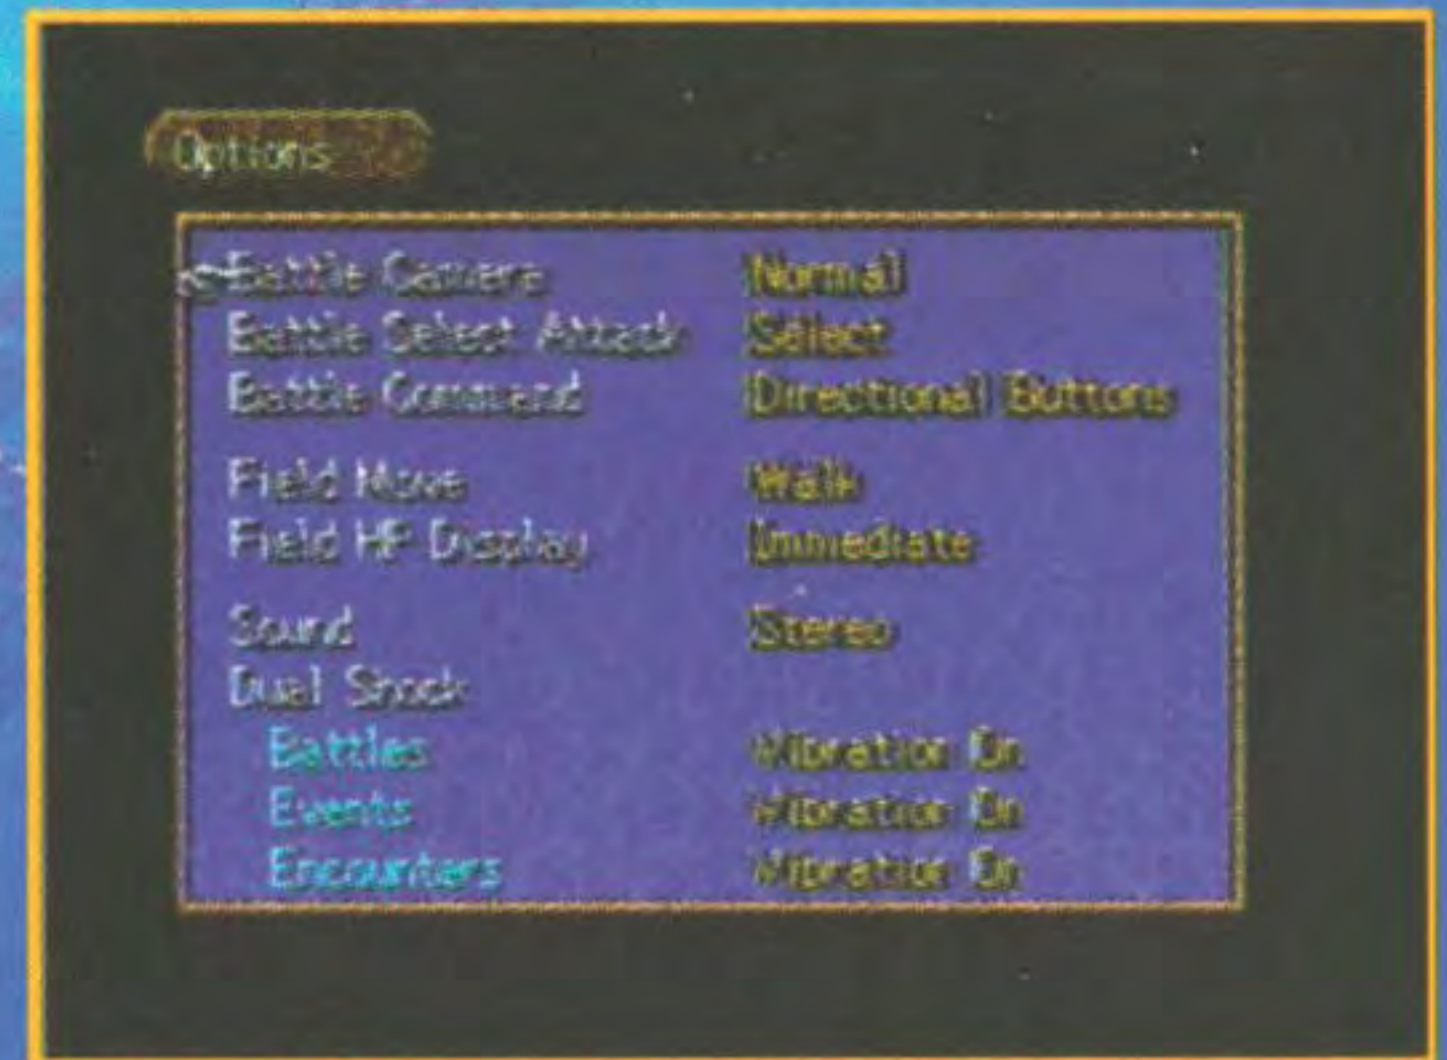 Options
Battle Camera Normal
Battle Select Attack Select
Battle Command Directional Buttons
Field Move Walk
Field HP Display Immediate
Sound Stereo
Dual Shock
Battles Vibration On
Events Vibration On
Encounters Vibration On